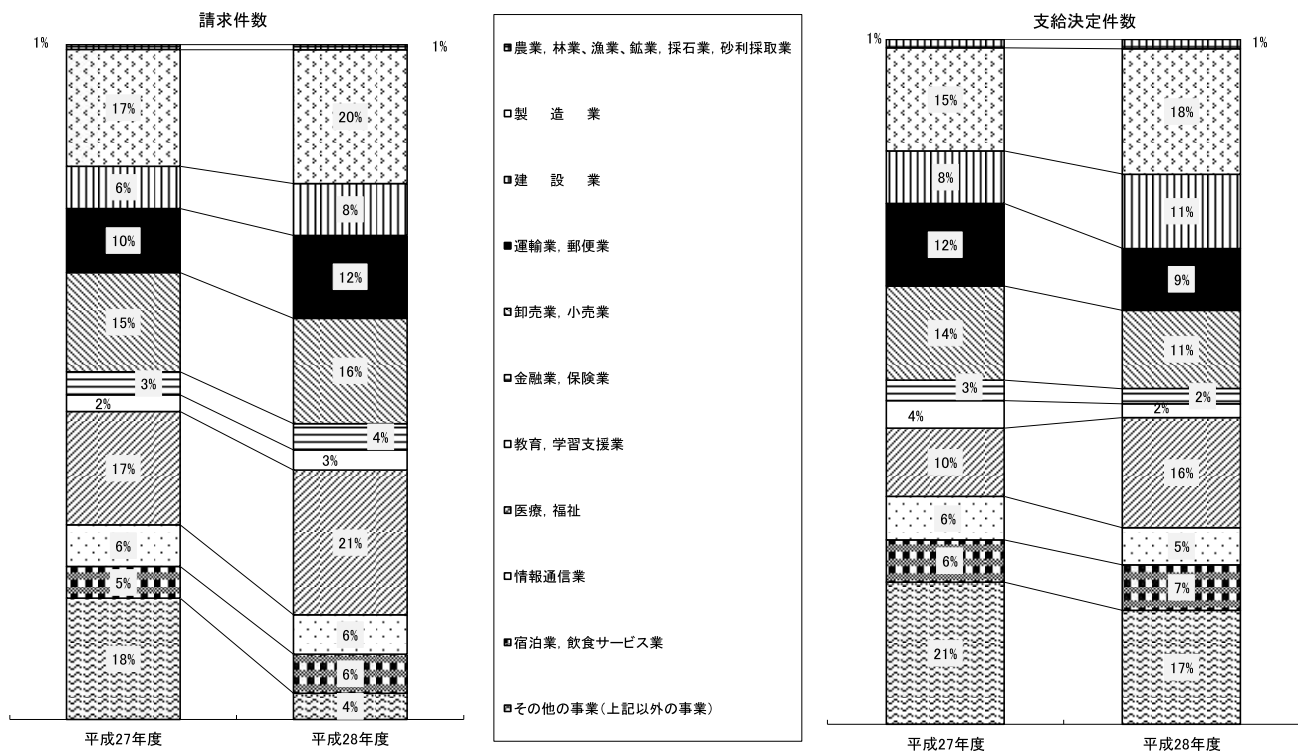 請求件数
1%
1%
17%
20%
6%
8%
10%
12%
15%
16%
3%
4%
2%
3%
17%
21%
6%
6%
5%
6%
18%
4%
平成27年度
平成28年度
農業，林業、漁業、鉱業，採石業，砂利採取業
製　造　業
建　設　業
運輸業，郵便業
卸売業，小売業
金融業，保険業
教育，学習支援業
医療，福祉
情報通信業
宿泊業，飲食サービス業
その他の事業(上記以外の事業)
支給決定件数
1%
1%
15%
18%
8%
11%
12%
9%
14%
11%
3%
2%
4%
2%
10%
16%
6%
5%
6%
7%
21%
17%
平成27年度
平成28年度